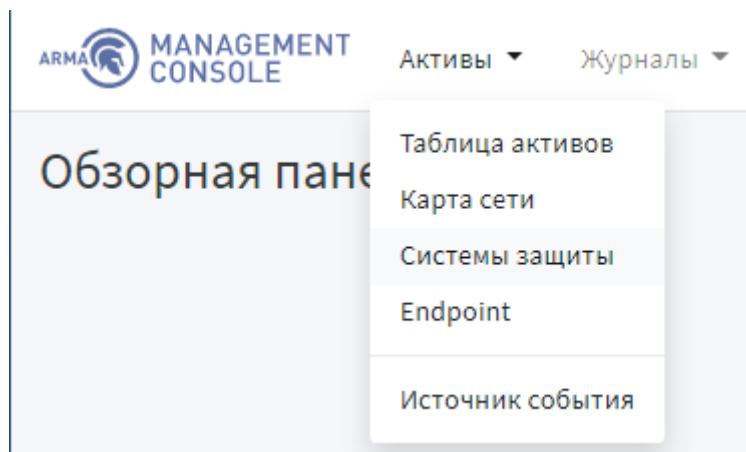 ARMA MANAGEMENT CONSOLE
Активы Журналы
Обзорная пане
Таблица активов
Карта сети
Системы защиты
Endpoint
Источник события